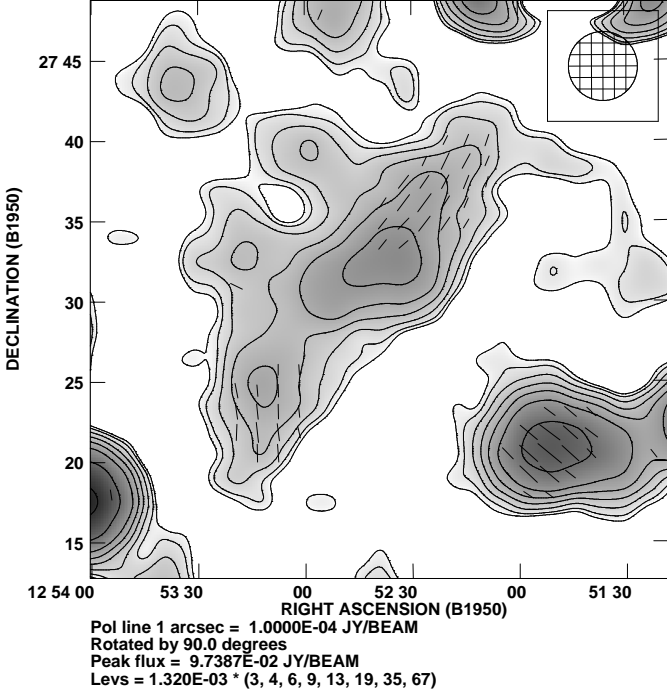 27 45
40
35
30
25
20
15
DECLINATION (B1950)
12 54 00 53 30 00 52 30 00 51 30
RIGHT ASCENSION (B1950)
Pol line 1 arcsec = 1.0000E-04 JY/BEAM
Rotated by 90.0 degrees
Peak flux = 9.7387E-02 JY/BEAM
Levs = 1.320E-03 * (3, 4, 6, 9, 13, 19, 35, 67)